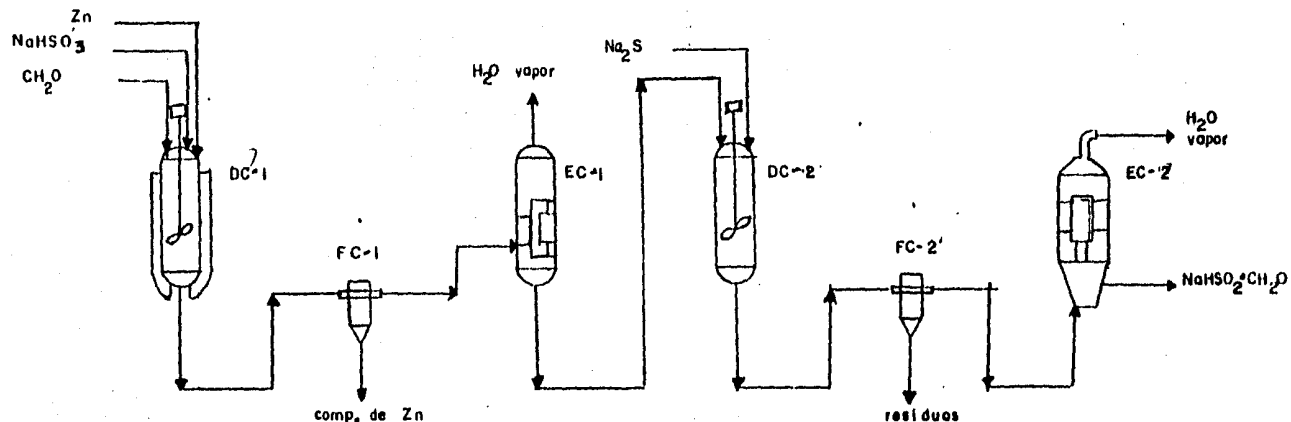 Zn
NaHSO3
CH2O
DC-1
FC-1
comp. de Zn
H2O vapor
EC-1
Na2S
DC-2
FC-2
residuos
H2O
vapor
EC-2
NaHSO2·CH2O